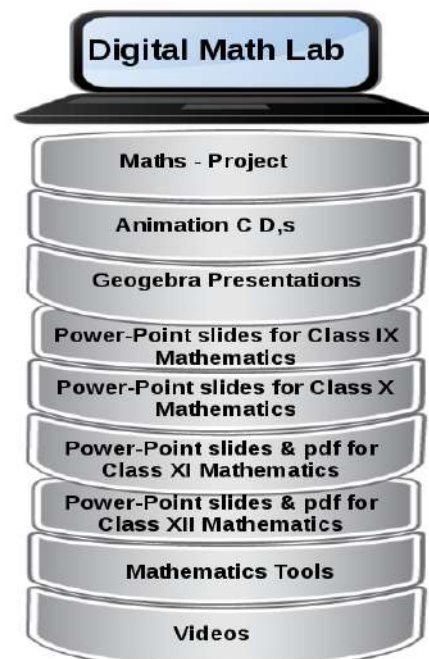 Digital Math Lab
Maths - Project
Animation C D,s
Geogebra Presentations
Power-Point slides for Class IX
Mathematics
Power-Point slides for Class X
Mathematics
Power-Point slides & pdf for
Class XI Mathematics
Power-Point slides & pdf for
Class XII Mathematics
Mathematics Tools
Videos